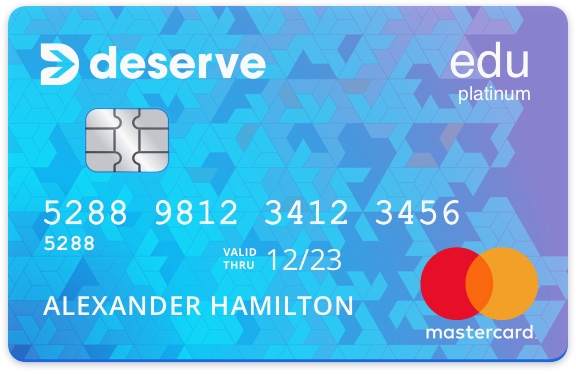 deserve
edu
platinum
5288 9812 3412 3456
5288
VALID THRU 12/23
ALEXANDER HAMILTON
mastercard.